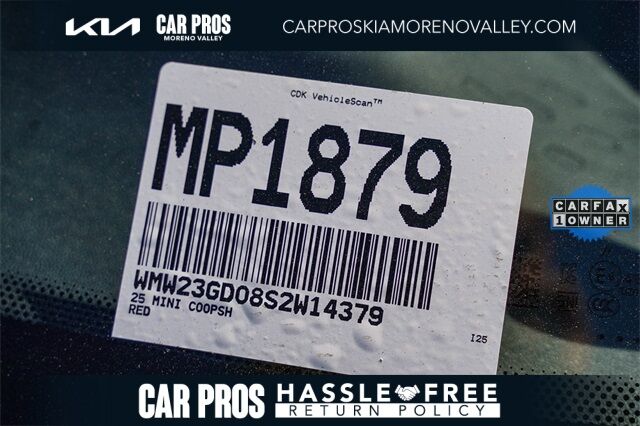 KIA CAR PROS
MORENO VALLEY
CARPROSKIAMORENOVALLEY.COM
CDK VehicleScan™
MP1879
WMW23GD08S2W14379
25 MINI COOPSH
RED
I25
CARFAX
1 OWNER
CAR PROS HASSLE FREE
RETURN POLICY